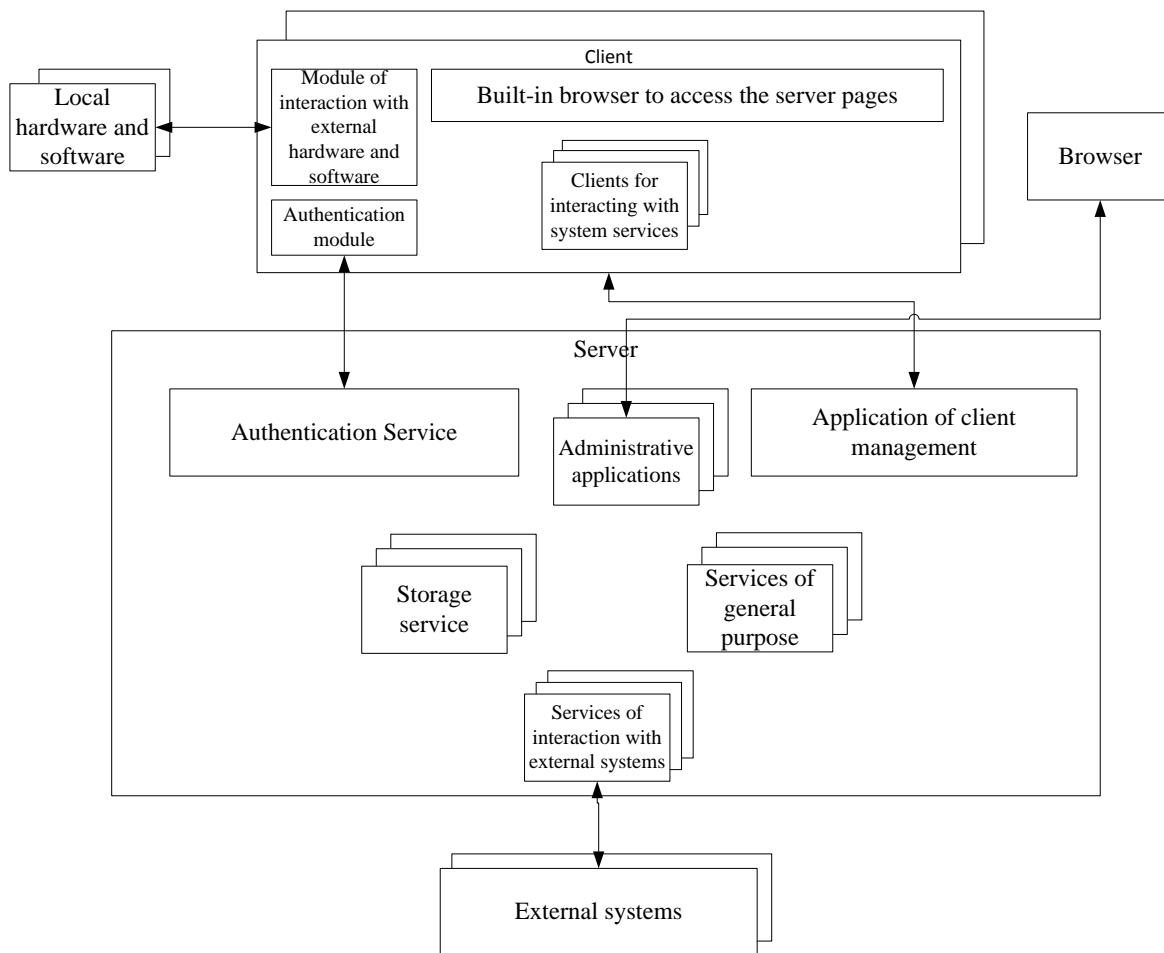 Client
Local
hardware and
software
Module of
interaction with
external
hardware and
software
Built-in browser to access the server pages
Clients for
interacting with
system services
Authentication
module
Browser
Server
Authentication Service
Administrative
applications
Application of client
management
Storage
service
Services of
general
purpose
Services of
interaction with
external systems
External systems